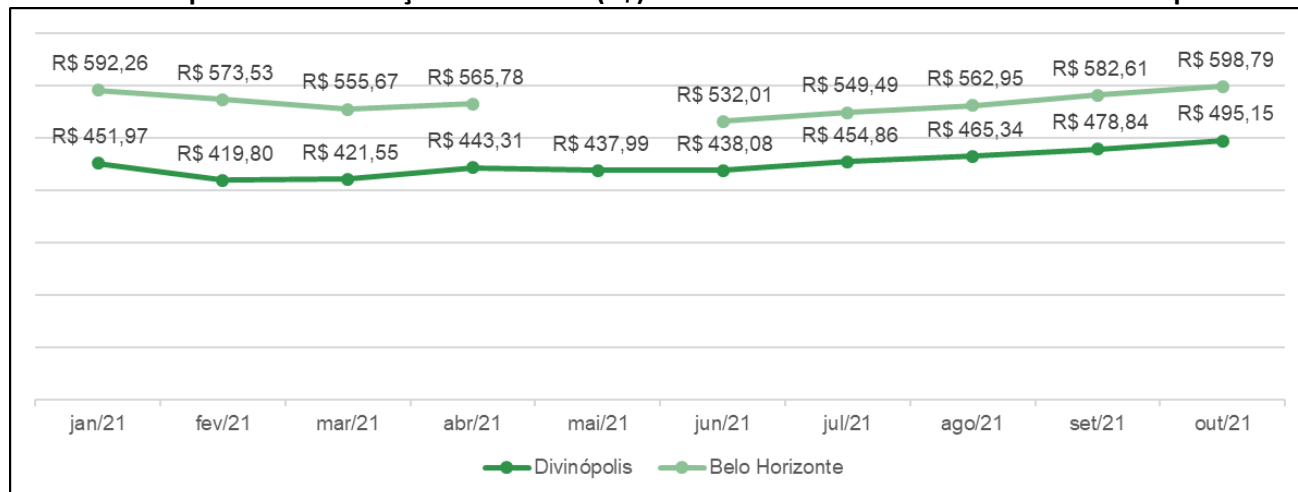 R$ 592,26 R$ 573,53 R$ 555,67 R$ 565,78 R$ 532,01 R$ 549,49 R$ 562,95 R$ 582,61 R$ 598,79
R$ 451,97 R$ 419,80 R$ 421,55 R$ 443,31 R$ 437,99 R$ 438,08 R$ 454,86 R$ 465,34 R$ 478,84 R$ 495,15
jan/21 fev/21 mar/21 abr/21 mai/21 jun/21 jul/21 ago/21 set/21 out/21
Divinópolis Belo Horizonte